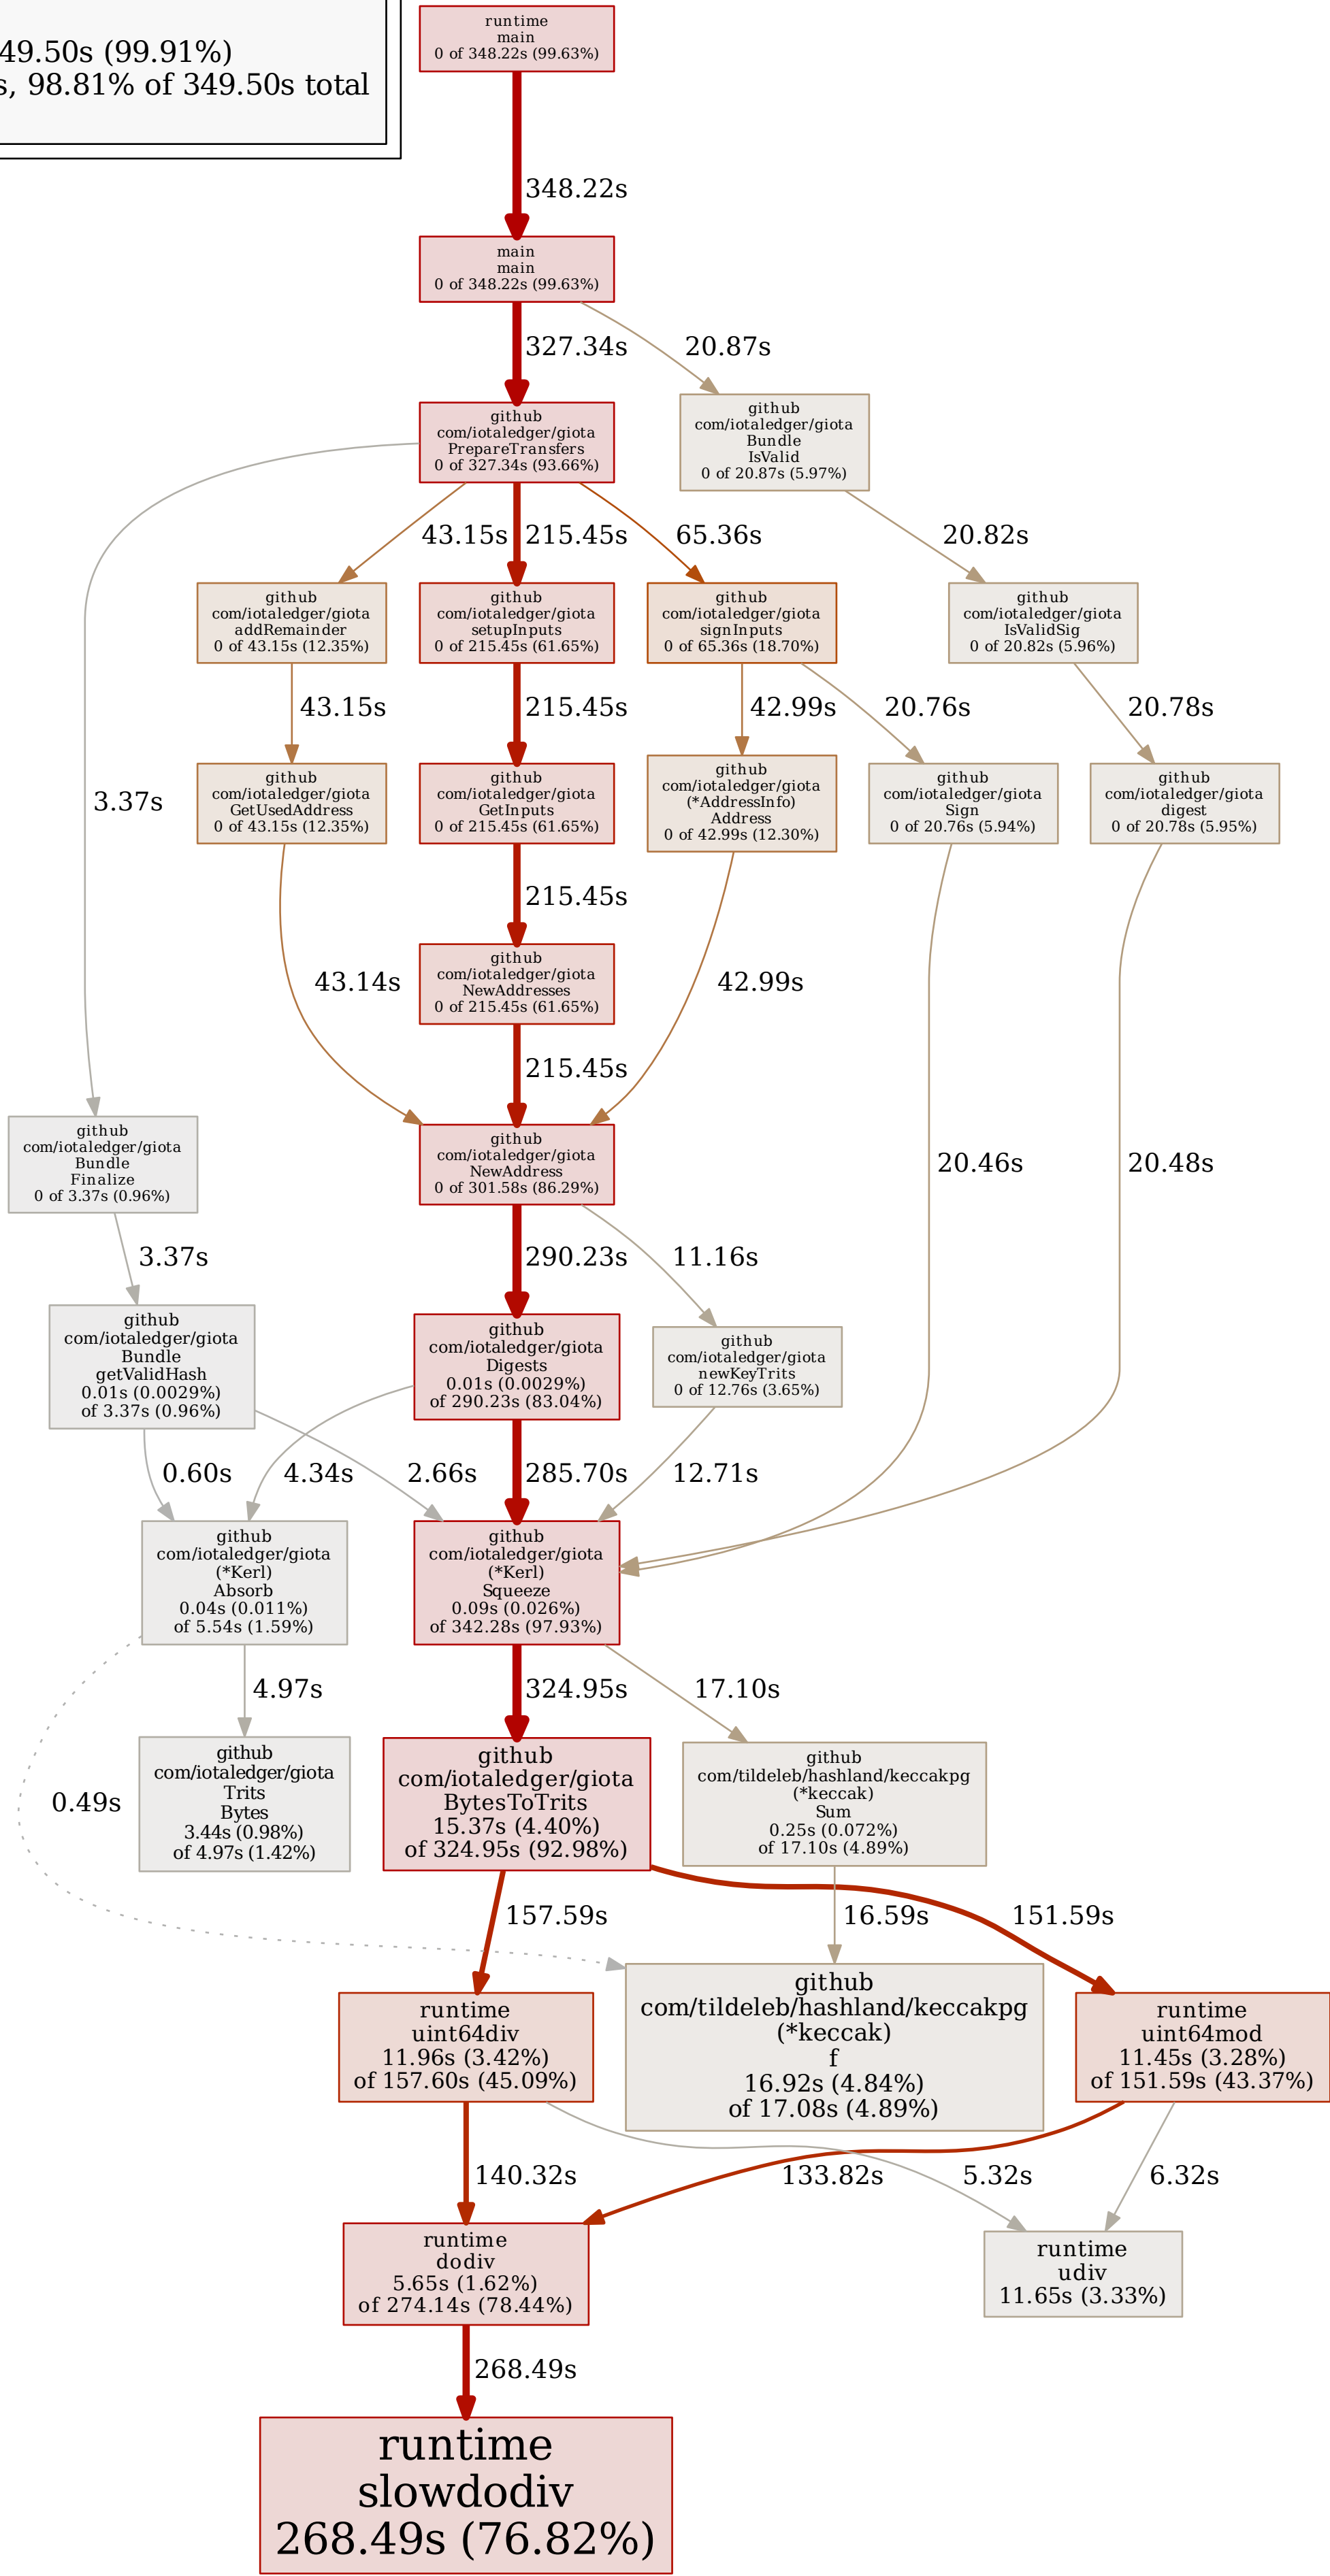 49.50s (99.91%)
s, 98.81% of 349.50s total
runtime
main
0 of 348.22s (99.63%)
348.22s
main
main
0 of 348.22s (99.63%)
327.34s
20.87s
github
com/iotaledger/giota
PrepareTransfers
0 of 327.34s (93.66%)
github
com/iotaledger/giota
Bundle
IsValid
0 of 20.87s (5.97%)
43.15s
215.45s
65.36s
20.82s
github
com/iotaledger/giota
addRemainder
0 of 43.15s (12.35%)
github
com/iotaledger/giota
setupInputs
0 of 215.45s (61.65%)
github
com/iotaledger/giota
signInputs
0 of 65.36s (18.70%)
github
com/iotaledger/giota
IsValidSig
0 of 20.82s (5.96%)
43.15s
215.45s
42.99s
20.76s
20.78s
3.37s
github
com/iotaledger/giota
GetUsedAddress
0 of 43.15s (12.35%)
github
com/iotaledger/giota
GetInputs
0 of 215.45s (61.65%)
github
com/iotaledger/giota
(*AddressInfo)
Address
0 of 42.99s (12.30%)
github
com/iotaledger/giota
Sign
0 of 20.76s (5.94%)
github
com/iotaledger/giota
digest
0 of 20.78s (5.95%)
215.45s
github
com/iotaledger/giota
NewAddresses
0 of 215.45s (61.65%)
43.14s
42.99s
215.45s
github
com/iotaledger/giota
Bundle
Finalize
0 of 3.37s (0.96%)
github
com/iotaledger/giota
NewAddress
0 of 301.58s (86.29%)
20.46s
20.48s
3.37s
290.23s
11.16s
github
com/iotaledger/giota
Bundle
getValidHash
0.01s (0.0029%)
of 3.37s (0.96%)
github
com/iotaledger/giota
Digests
0.01s (0.0029%)
of 290.23s (83.04%)
github
com/iotaledger/giota
newKeyTrits
0 of 12.76s (3.65%)
0.60s
4.34s
2.66s
285.70s
12.71s
github
com/iotaledger/giota
(*Kerl)
Absorb
0.04s (0.011%)
of 5.54s (1.59%)
github
com/iotaledger/giota
(*Kerl)
Squeeze
0.09s (0.026%)
of 342.28s (97.93%)
4.97s
324.95s
17.10s
0.49s
github
com/iotaledger/giota
Trits
Bytes
3.44s (0.98%)
of 4.97s (1.42%)
github
com/iotaledger/giota
BytesToTrits
15.37s (4.40%)
of 324.95s (92.98%)
github
com/tildeleb/hashland/keccakpg
(*keccak)
Sum
0.25s (0.072%)
of 17.10s (4.89%)
157.59s
16.59s
151.59s
runtime
uint64div
11.96s (3.42%)
of 157.60s (45.09%)
github
com/tildeleb/hashland/keccakpg
(*keccak)
f
16.92s (4.84%)
of 17.08s (4.89%)
runtime
uint64mod
11.45s (3.28%)
of 151.59s (43.37%)
140.32s
133.82s
5.32s
6.32s
runtime
dodiv
5.65s (1.62%)
of 274.14s (78.44%)
runtime
udiv
11.65s (3.33%)
268.49s
runtime
slowdodiv
268.49s (76.82%)